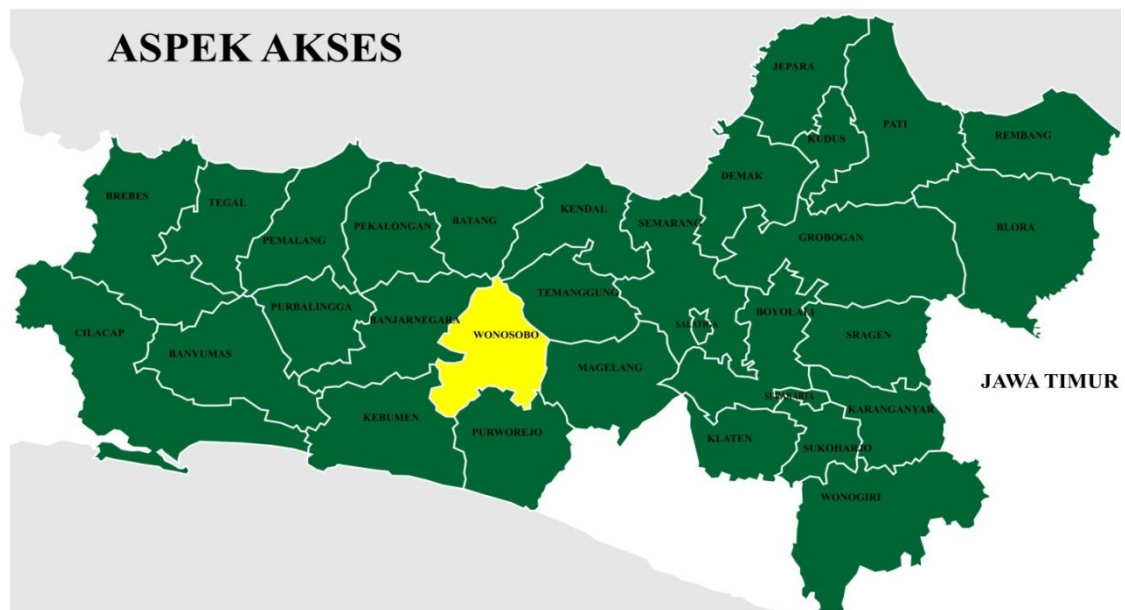 ASPEK AKSES
JEPARA
PATI
KUDUS
REMBANG
DEMAK
BREBES
TEGAL
PEMALANG
PEKALONGAN
BATANG
KENDAL
SEMARANG
GROBOGAN
BLORA
CILACAP
BANYUMAS
PURBALINGGA
BANJARNEGARA
WONOSOBO
TEMANGGUNG
SALATIGA
BOYOLALI
SRAGEN
MAGELANG
JAWA TIMUR
KEBUMEN
PURWOREJO
KLATEN
SURAKARTA
SUKOHARJO
KARANGANYAR
WONOGIRI